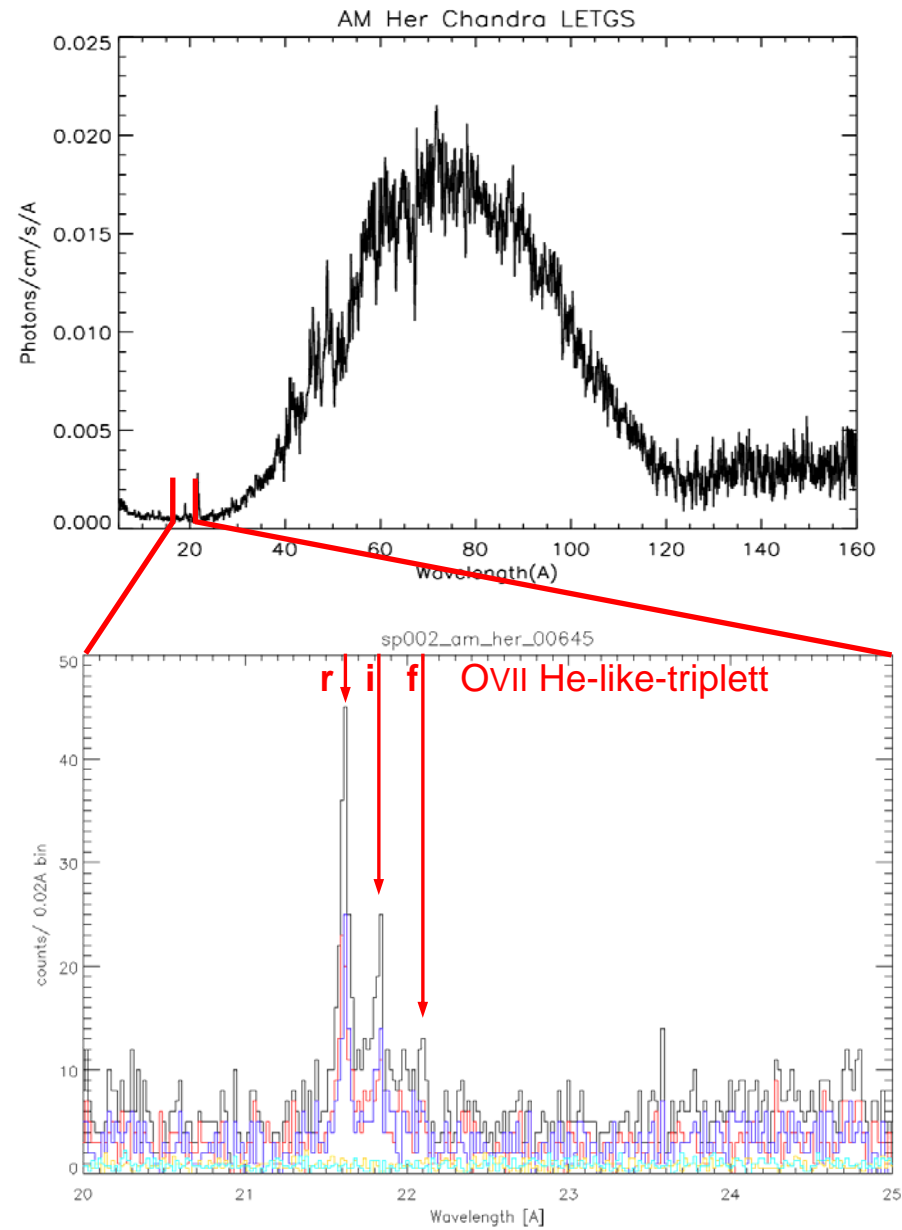 AM Her Chandra LETGS
0.025
0.020
0.015
0.010
0.005
0.000
Photons/cm/s/A
20 40 60 80 100 120 140 160
Wavelength(A)
sp002_am_her_00645
r i f OVII He-like-triplett
50
40
30
20
10
0
counts/ 0.02A bin
20 21 22 23 24 25
Wavelength [A]